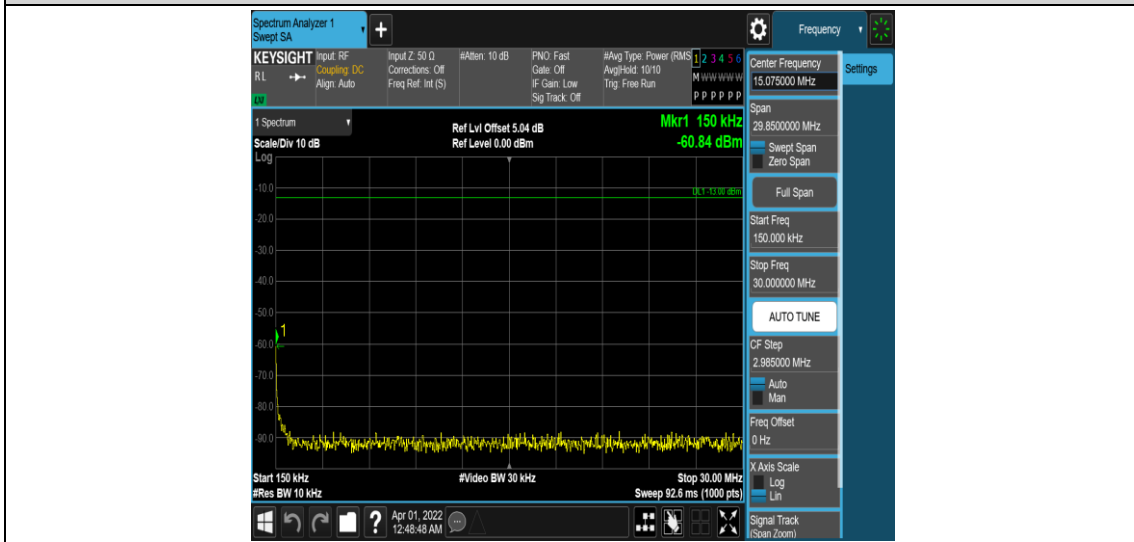 Spectrum Analyzer 1
Swept SA
+
Frequency
KEYSIGHT
RL
LXI
Input: RF
Coupling: DC
Align: Auto
Input Z: 50 Ω
Corrections: Off
Freq Ref: Int (S)
#Atten: 10 dB
PNO: Fast
Gate: Off
IF Gain: Low
Sig Track: Off
#Avg Type: Power (RMS
Avg|Hold: 10/10
Trig: Free Run
1 2 3 4 5 6
M W W W W W
P P P P P P
1 Spectrum
Scale/Div 10 dB
Log
Ref Lvl Offset 5.04 dB
Ref Level 0.00 dBm
Mkr1 150 kHz
-60.84 dBm
DL1 -13.00 dBm
-10.0
-20.0
-30.0
-40.0
-50.0
1
-60.0
-70.0
-80.0
-90.0
Start 150 kHz
#Video BW 30 kHz
Stop 30.00 MHz
#Res BW 10 kHz
Sweep 92.6 ms (1000 pts)
?
Apr 01, 2022
12:48:48 AM
Center Frequency
15.075000 MHz
Settings
Span
29.8500000 MHz
Swept Span
Zero Span
Full Span
Start Freq
150.000 kHz
Stop Freq
30.000000 MHz
AUTO TUNE
CF Step
2.985000 MHz
Auto
Man
Freq Offset
0 Hz
X Axis Scale
Log
Lin
Signal Track
(Span Zoom)